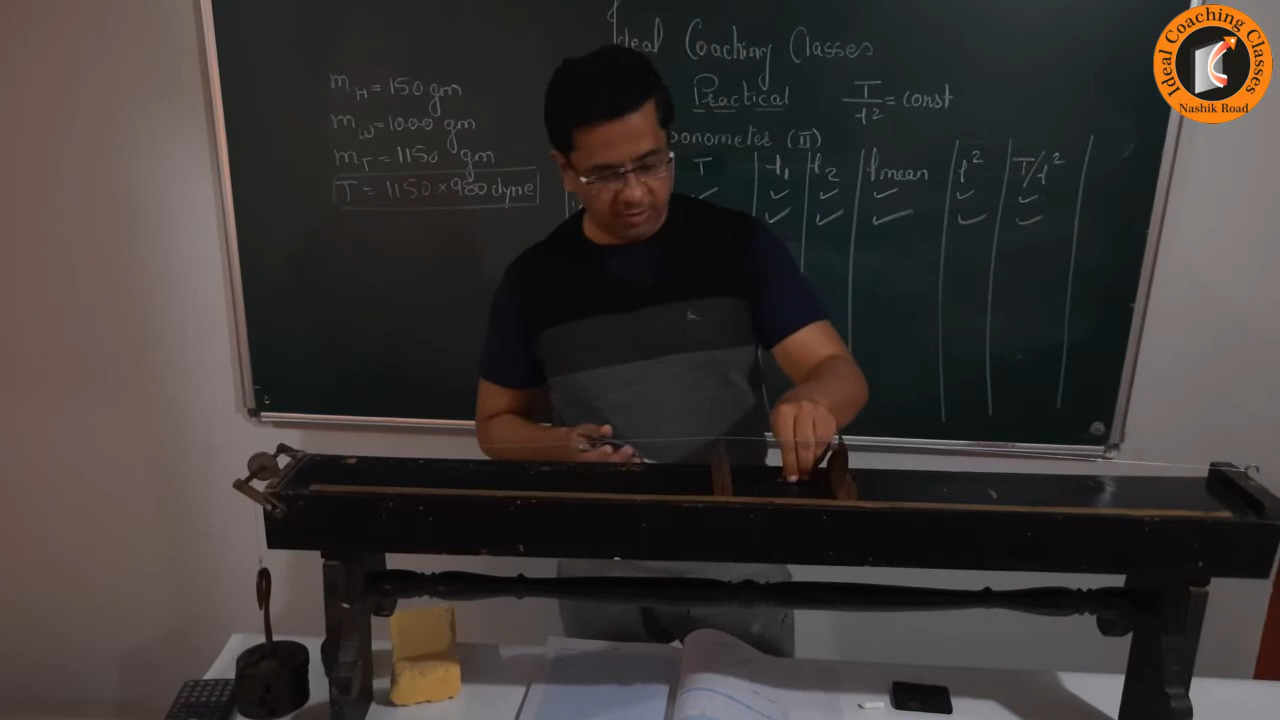 Ideal Coaching Classes
Practical
T/l² = const
Sonometer (II)
m_H = 150 gm
m_W = 1000 gm
m_T = 1150 gm
T = 1150 × 980 dyne
T l₁ l₂ l mean l² T/l²
✓ ✓ ✓ ✓ ✓ ✓
✓ ✓ ✓ ✓ ✓
Ideal Coaching Classes
Nashik Road